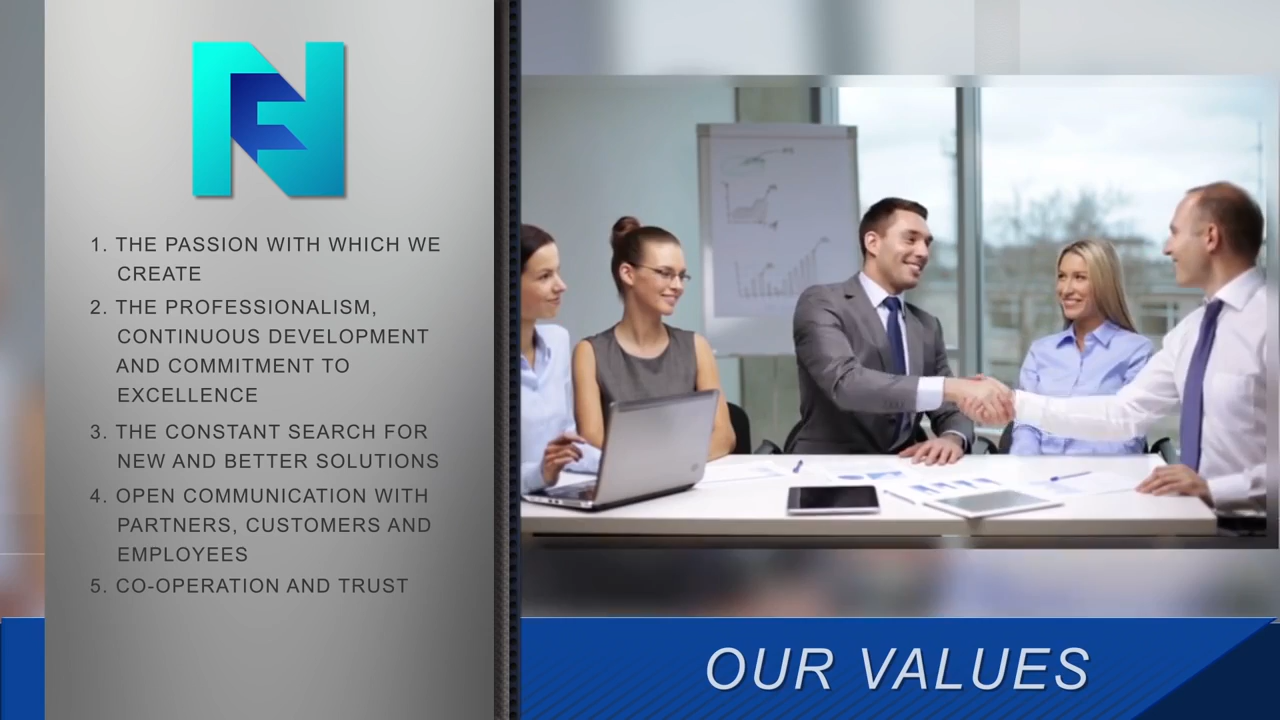 1. THE PASSION WITH WHICH WE
CREATE
2. THE PROFESSIONALISM,
CONTINUOUS DEVELOPMENT
AND COMMITMENT TO
EXCELLENCE
3. THE CONSTANT SEARCH FOR
NEW AND BETTER SOLUTIONS
4. OPEN COMMUNICATION WITH
PARTNERS, CUSTOMERS AND
EMPLOYEES
5. CO-OPERATION AND TRUST
OUR VALUES